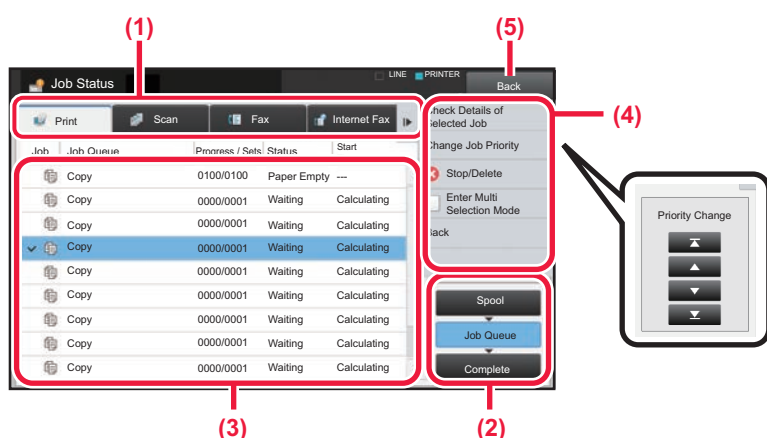 (1)
(5)
Job Status
LINE
PRINTER
Back
Print
Scan
Fax
Internet Fax
Job
Job Queue
Progress / Sets
Status
Start
Copy 0100/0100 Paper Empty ---
Copy 0000/0001 Waiting Calculating
Copy 0000/0001 Waiting Calculating
Copy 0000/0001 Waiting Calculating
Copy 0000/0001 Waiting Calculating
Copy 0000/0001 Waiting Calculating
Copy 0000/0001 Waiting Calculating
Copy 0000/0001 Waiting Calculating
Copy 0000/0001 Waiting Calculating
Check Details of
Selected Job
Change Job Priority
Stop/Delete
Enter Multi
Selection Mode
Back
(4)
Priority Change
Spool
Job Queue
Complete
(3)
(2)